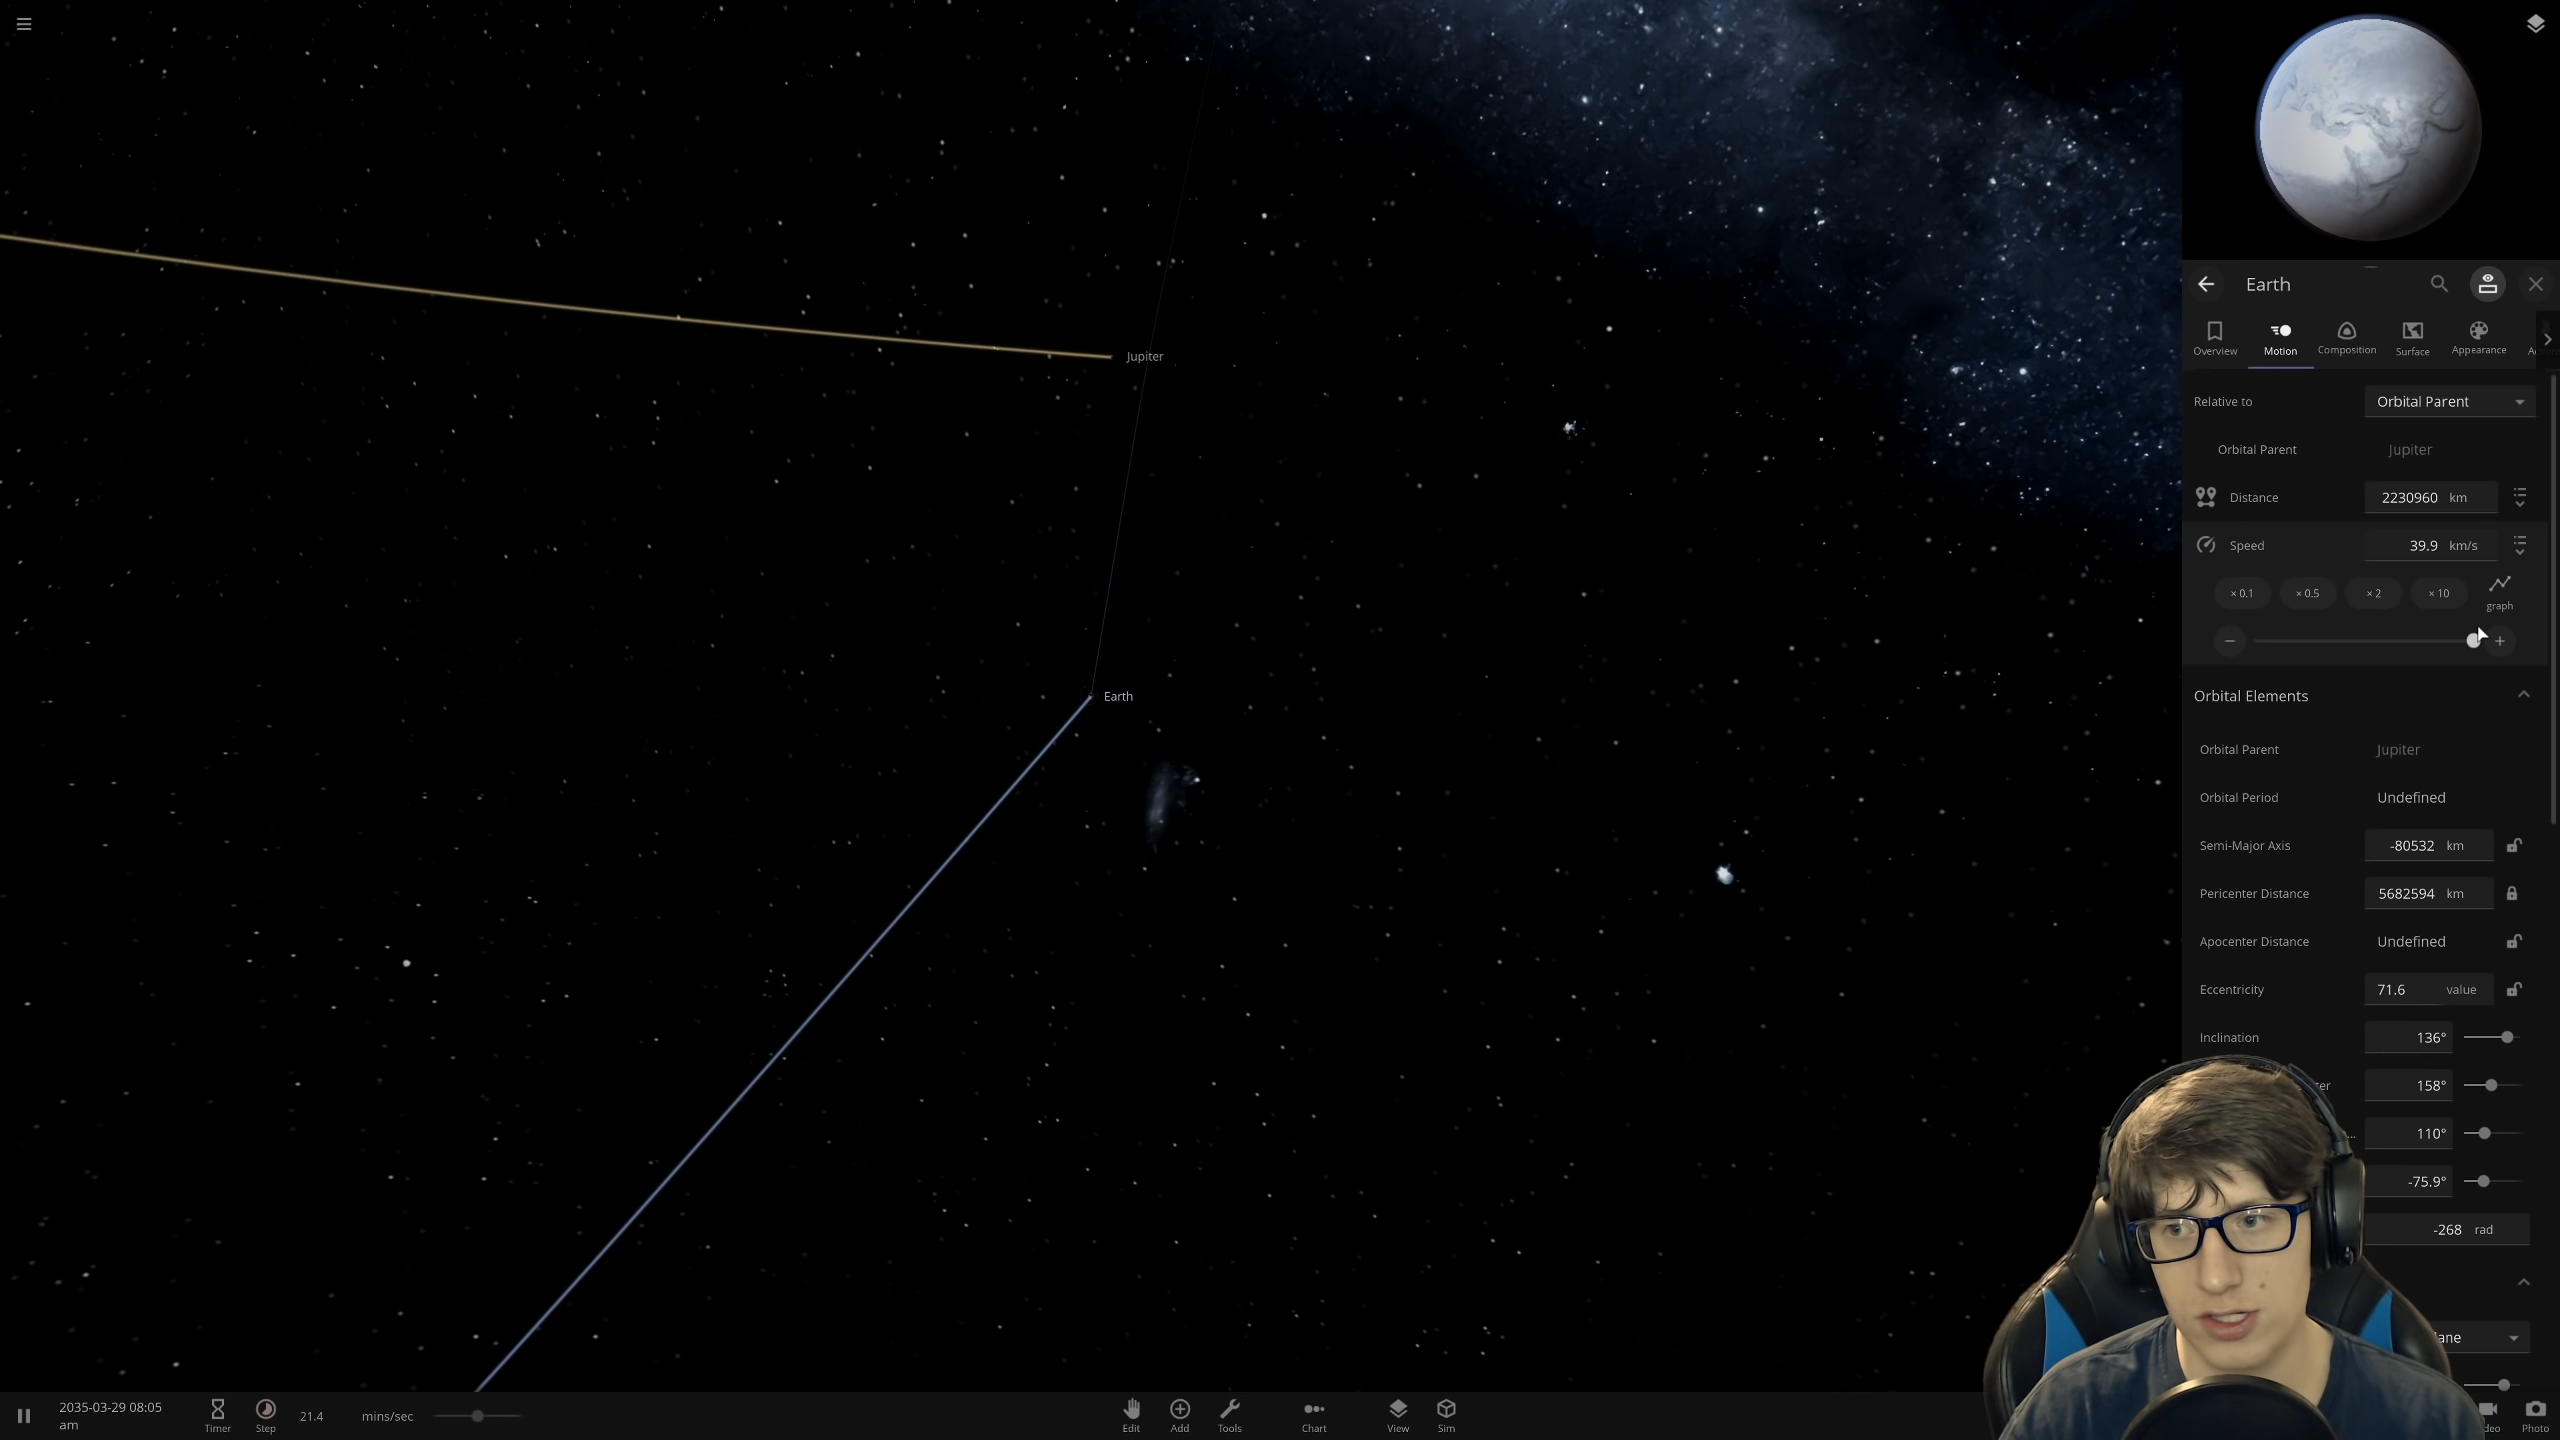 Jupiter
Earth
Earth
Overview
Motion
Composition
Surface
Appearance
Relative to
Orbital Parent
Orbital Parent
Jupiter
Distance
2230960 km
Speed
39.9 km/s
× 0.1
× 0.5
× 2
× 10
graph
Orbital Elements
Orbital Parent
Jupiter
Orbital Period
Undefined
Semi-Major Axis
-80532 km
Pericenter Distance
5682594 km
Apocenter Distance
Undefined
Eccentricity
71.6 value
Inclination
136°
158°
110°
-75.9°
-268 rad
2035-03-29 08:05
am
Timer
Step
21.4
mins/sec
Edit
Add
Tools
Chart
View
Sim
Photo